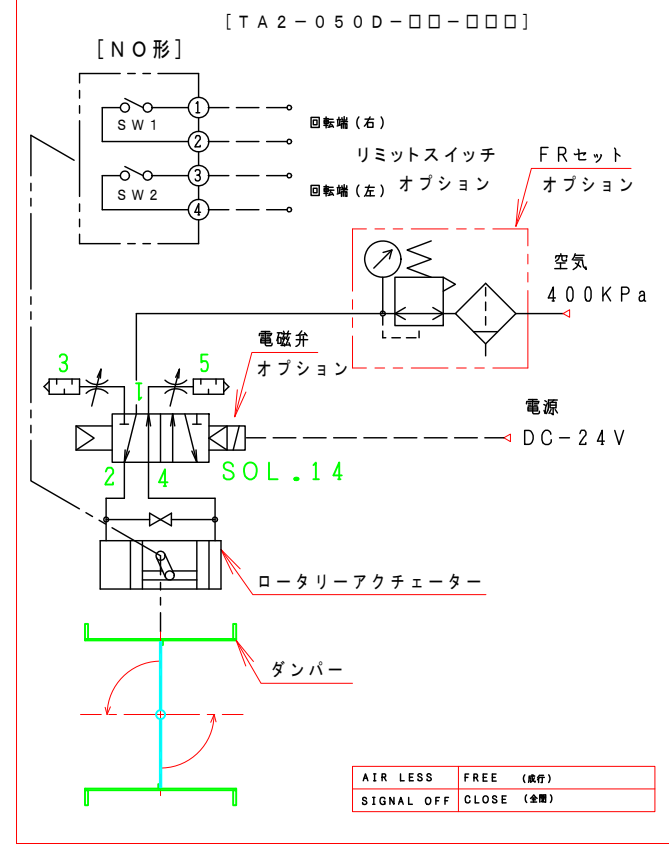 [TA2-050D-□□-□□□]
[NO形]
1
SW1
2
回転端(右)
3
SW2
4
回転端(左)
リミットスイッチ
オプション
FRセット
オプション
空気
400KPa
電磁弁
オプション
3
1
5
電源
DC-24V
2
4
SOL.14
ロータリーアクチェーター
ダンパー
AIR LESS FREE (成行)
SIGNAL OFF CLOSE (全閉)